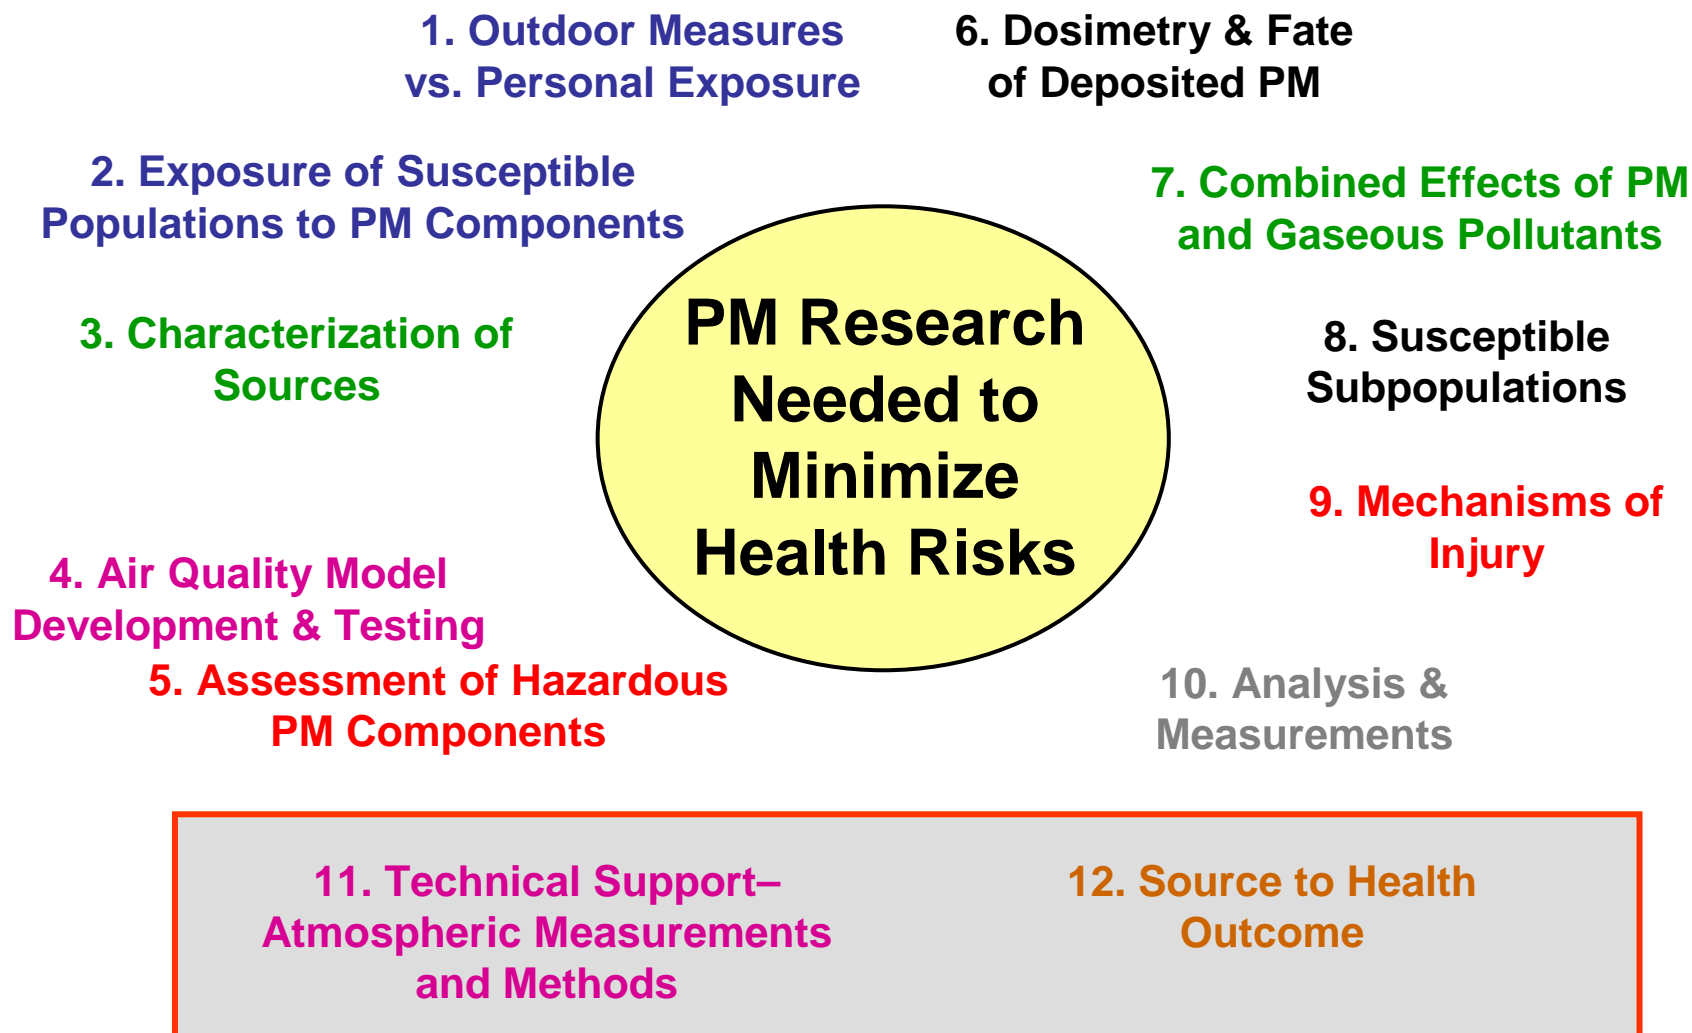 1. Outdoor Measures
vs. Personal Exposure
2. Exposure of Susceptible
Populations to PM Components
3. Characterization of
Sources
4. Air Quality Model
Development & Testing
5. Assessment of Hazardous
PM Components
PM Research
Needed to
Minimize
Health Risks
6. Dosimetry & Fate
of Deposited PM
7. Combined Effects of PM
and Gaseous Pollutants
8. Susceptible
Subpopulations
9. Mechanisms of
Injury
10. Analysis &
Measurements
11. Technical Support–
Atmospheric Measurements
and Methods
12. Source to Health
Outcome